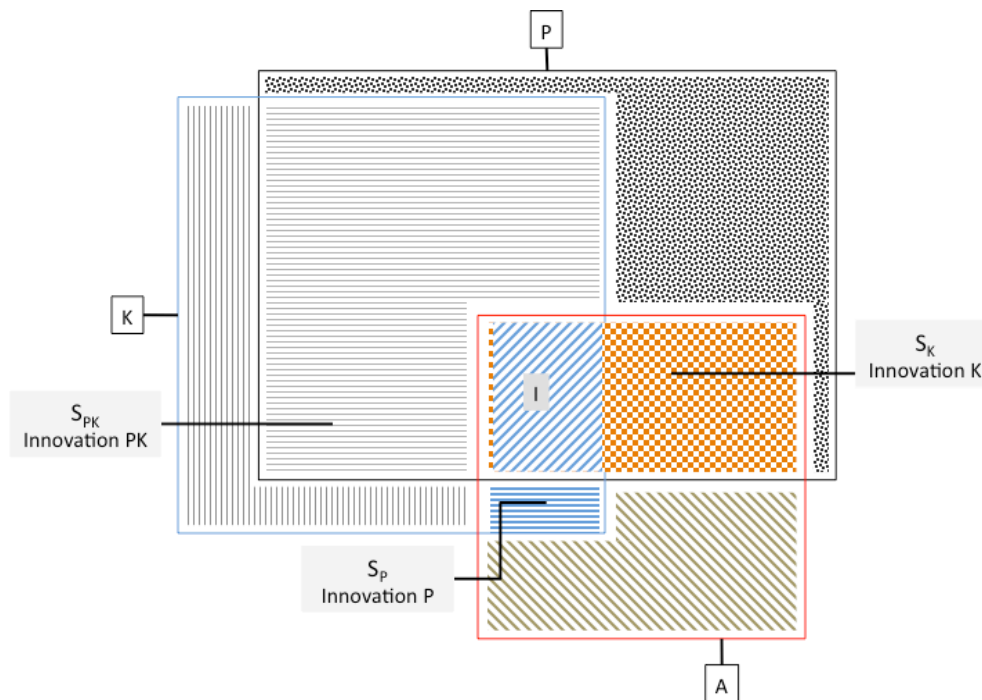 P
K
S_K
Innovation K
I
S_PK
Innovation PK
S_P
Innovation P
A